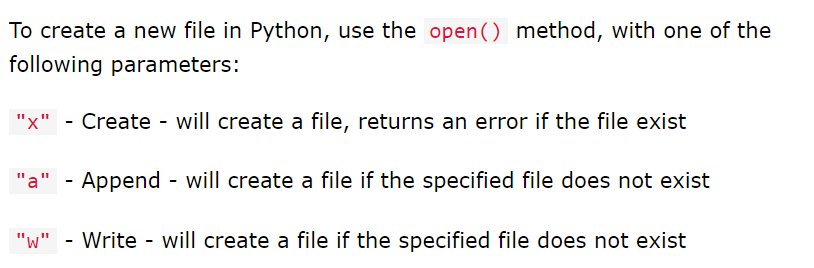 To create a new file in Python, use the open() method, with one of the
following parameters:
"x" - Create - will create a file, returns an error if the file exist
"a" - Append - will create a file if the specified file does not exist
"w" - Write - will create a file if the specified file does not exist